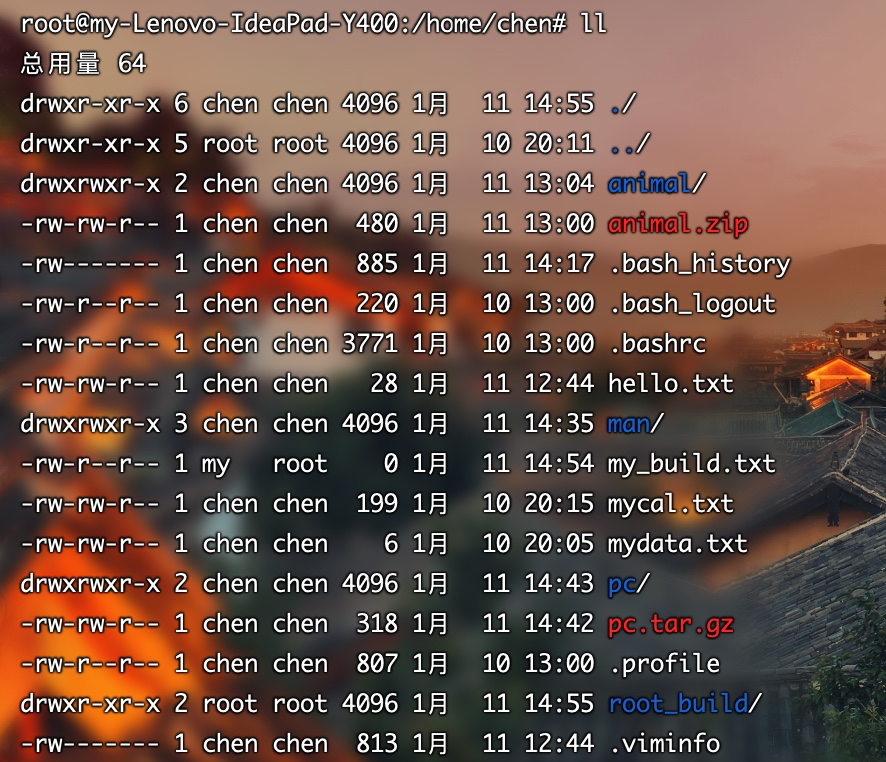 root@my-Lenovo-IdeaPad-Y400:/home/chen# ll
总用量 64
drwxr-xr-x 6 chen chen 4096 1月  11 14:55 ./
drwxr-xr-x 5 root root 4096 1月  10 20:11 ../
drwxrwxr-x 2 chen chen 4096 1月  11 13:04 animal/
-rw-rw-r-- 1 chen chen  480 1月  11 13:00 animal.zip
-rw------- 1 chen chen  885 1月  11 14:17 .bash_history
-rw-r--r-- 1 chen chen  220 1月  10 13:00 .bash_logout
-rw-r--r-- 1 chen chen 3771 1月  10 13:00 .bashrc
-rw-rw-r-- 1 chen chen   28 1月  11 12:44 hello.txt
drwxrwxr-x 3 chen chen 4096 1月  11 14:35 man/
-rw-r--r-- 1 my   root    0 1月  11 14:54 my_build.txt
-rw-rw-r-- 1 chen chen  199 1月  10 20:15 mycal.txt
-rw-rw-r-- 1 chen chen    6 1月  10 20:05 mydata.txt
drwxrwxr-x 2 chen chen 4096 1月  11 14:43 pc/
-rw-rw-r-- 1 chen chen  318 1月  11 14:42 pc.tar.gz
-rw-r--r-- 1 chen chen  807 1月  10 13:00 .profile
drwxr-xr-x 2 root root 4096 1月  11 14:55 root_build/
-rw------- 1 chen chen  813 1月  11 12:44 .viminfo